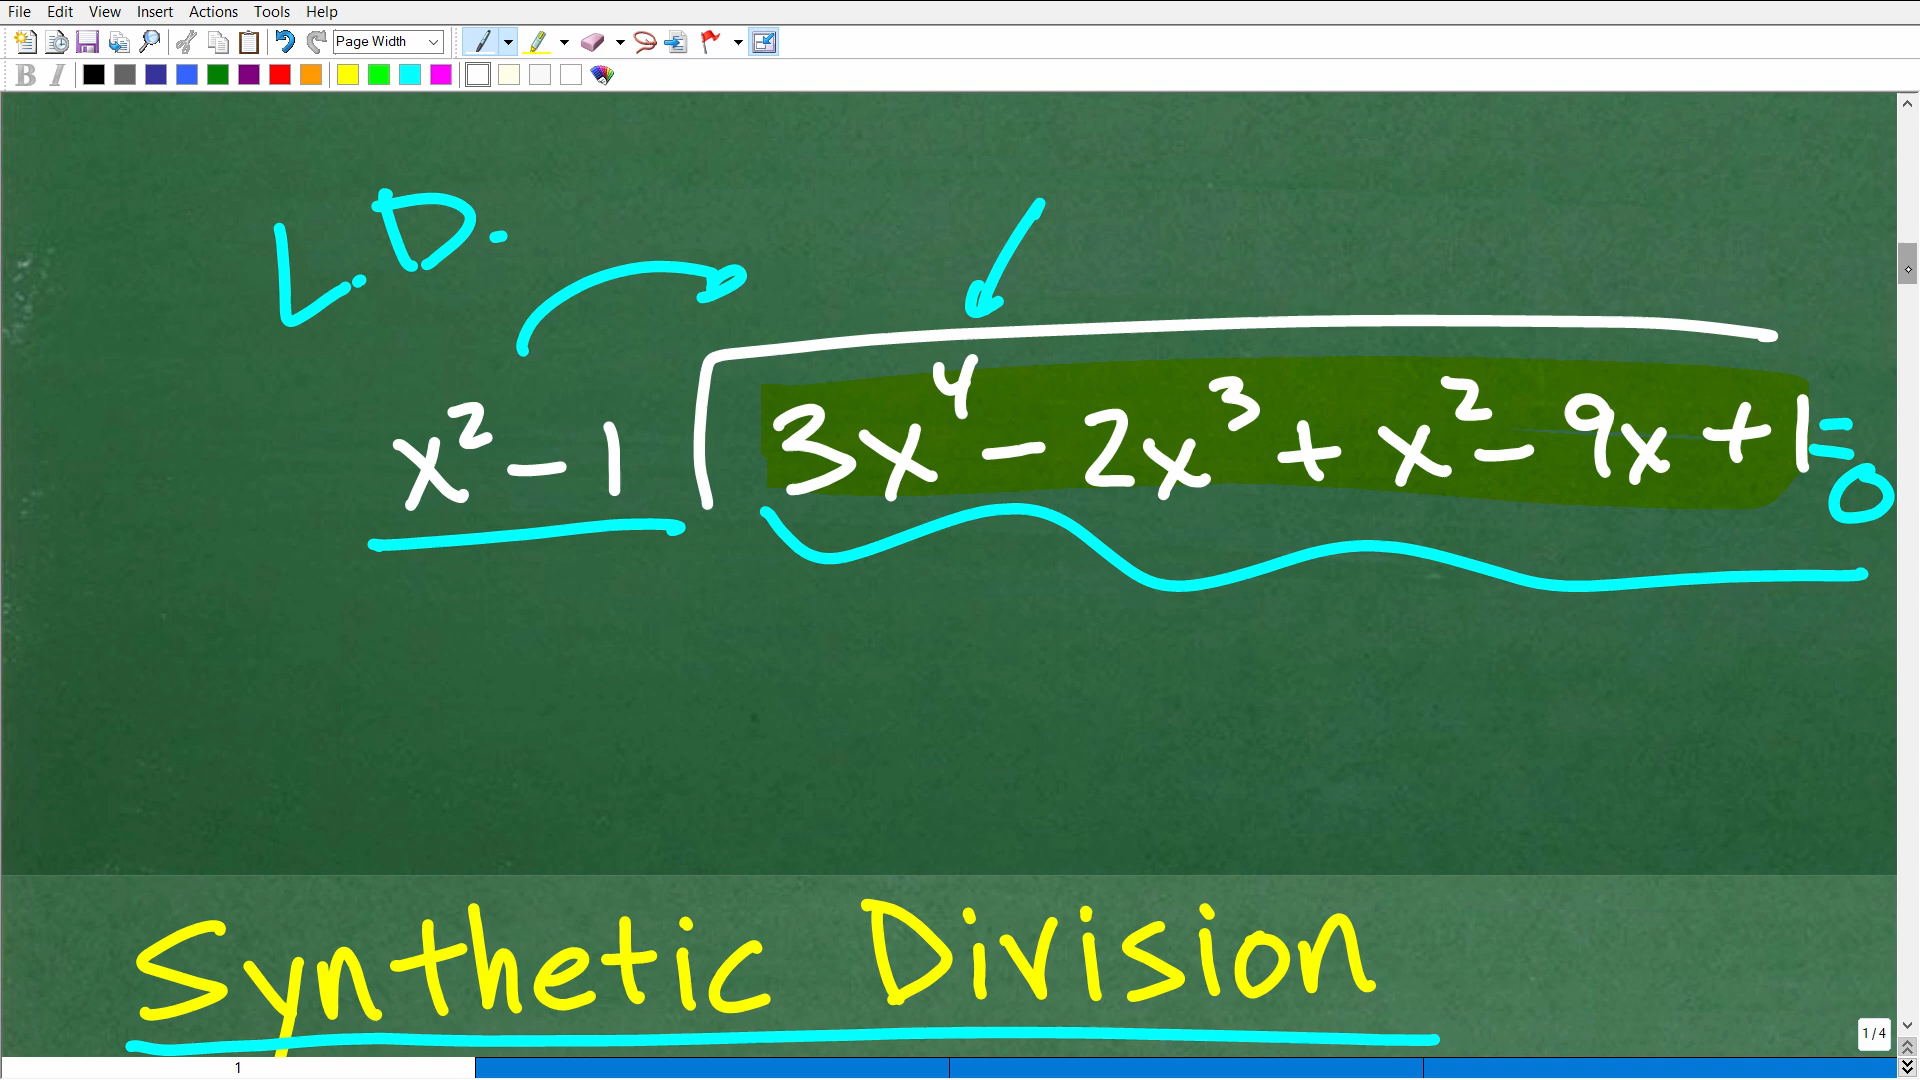 File Edit View Insert Actions Tools Help
Page Width
B I
L.D.
x² - 1 3x⁴ - 2x³ + x² - 9x + 1 = 0
Synthetic Division
1 / 4
1